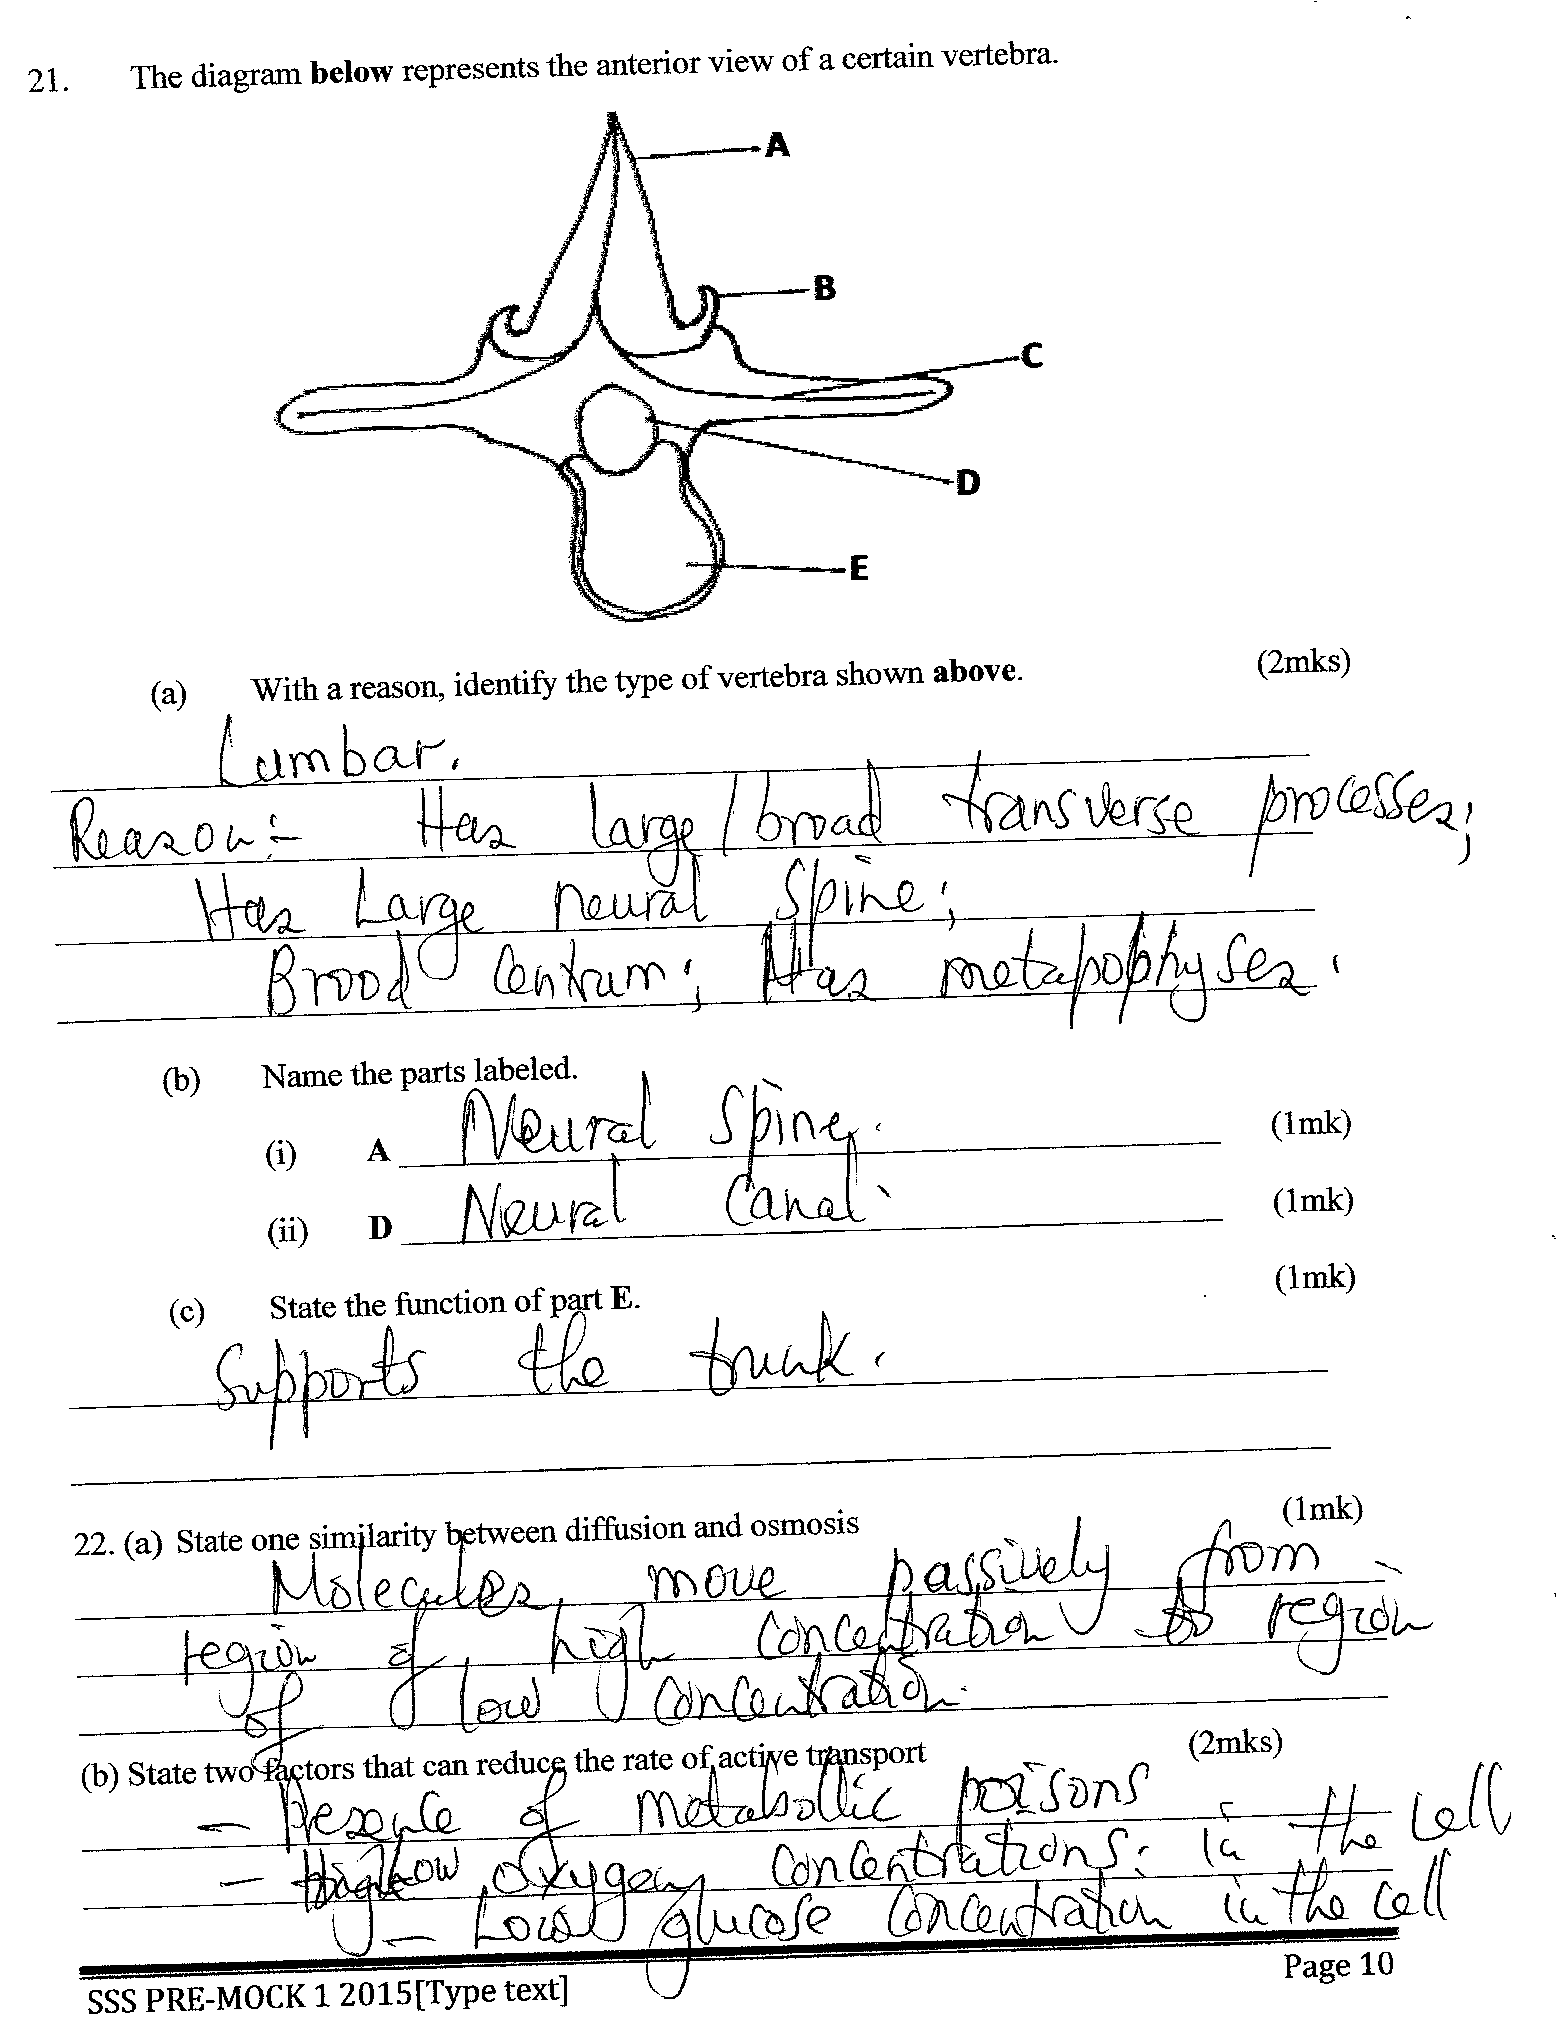 21. The diagram below represents the anterior view of a certain vertebra.
A
B
C
D
E
(a) With a reason, identify the type of vertebra shown above. (2mks)
Lumbar.
Reason:- Has large/broad transverse processes;
Has Large neural spine;
Broad Centrum; Has metapophyses.
(b) Name the parts labeled.
(i) A Neural Spine. (1mk)
(ii) D Neural Canal. (1mk)
(c) State the function of part E. (1mk)
Supports the trunk.
22. (a) State one similarity between diffusion and osmosis (1mk)
Molecules move passively from
region of high concentration to region
of low concentration.
(b) State two factors that can reduce the rate of active transport (2mks)
- Presence of metabolic poisons
- Low oxygen concentrations: in the cell
- Low glucose concentration in the cell
SSS PRE-MOCK 1 2015[Type text] Page 10